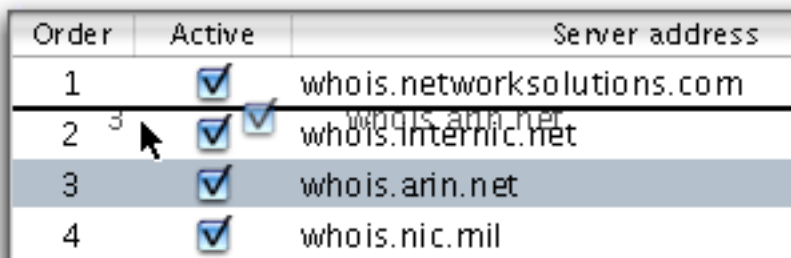 Order Active Server address
1 whois.networksolutions.com
3 whois.arin.net
2 whois.internic.net
3 whois.arin.net
4 whois.nic.mil